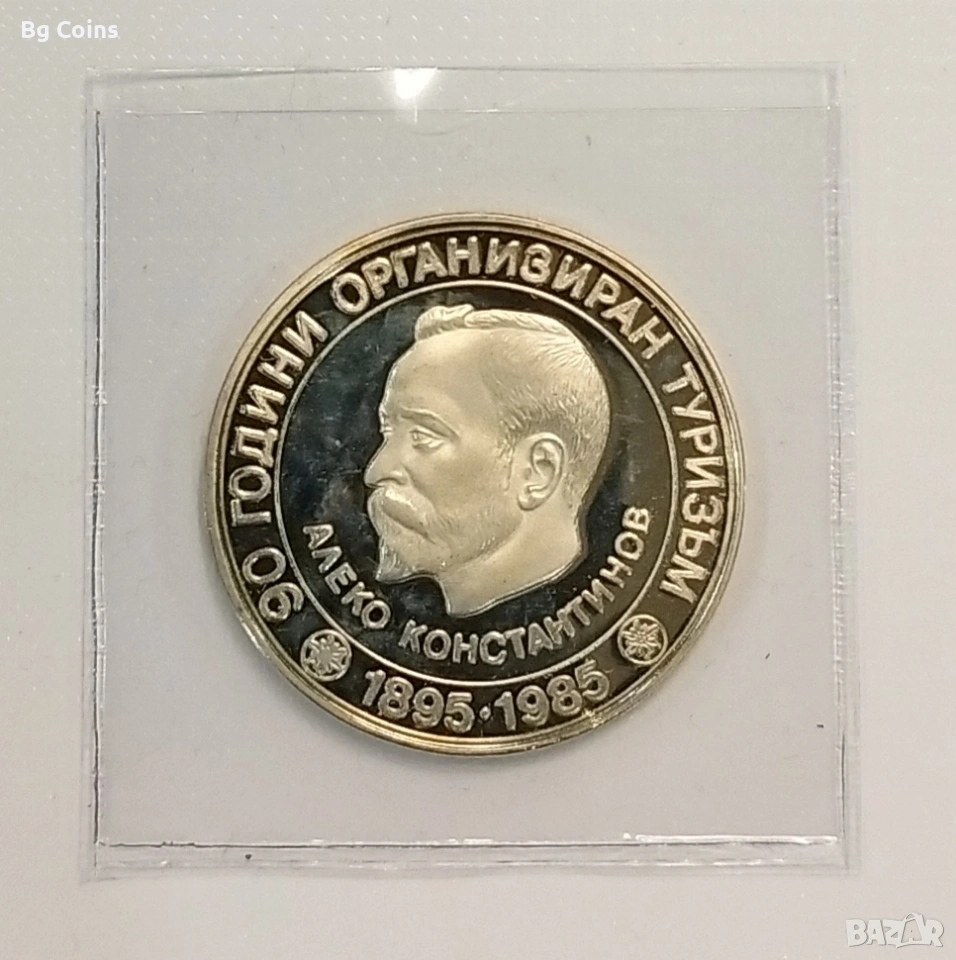 Bg Coins
90 ГОДИНИ ОРГАНИЗИРАН ТУРИЗЪМ
АЛЕКО КОНСТАНТИНОВ
1895·1985
BAZAR